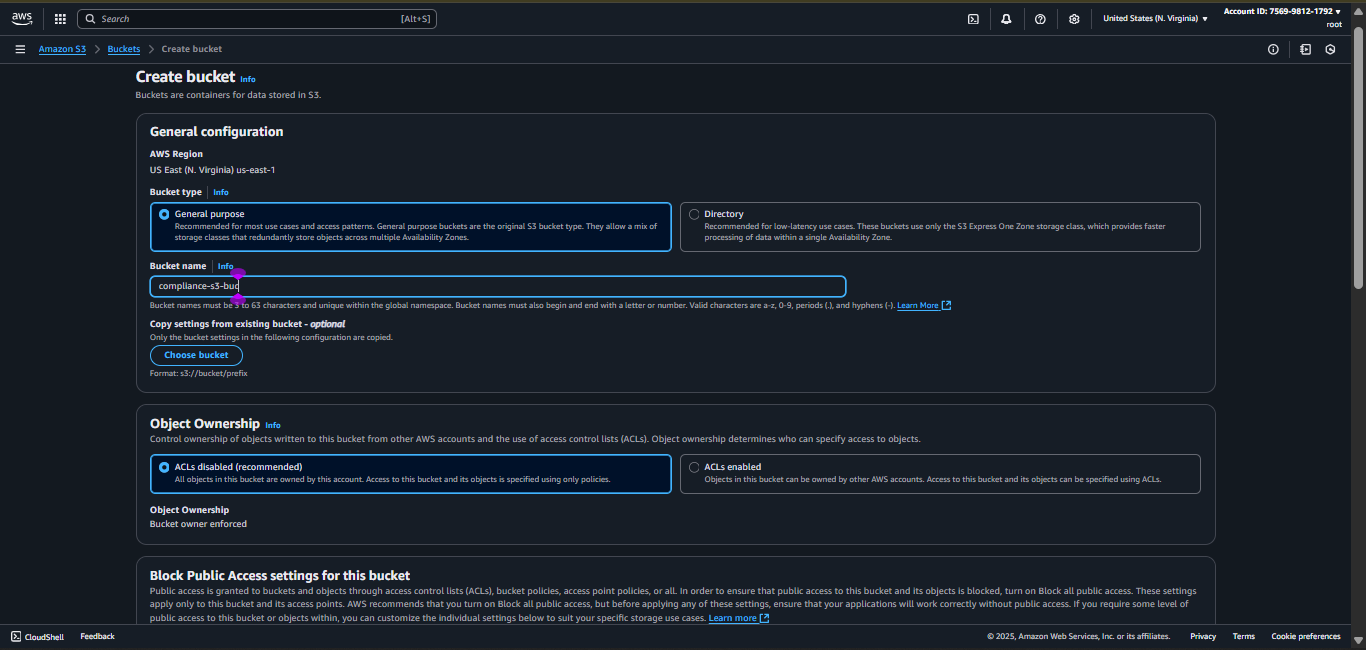 aws Search [Alt+S] United States (N. Virginia) Account ID: 7569-9812-1792
root
Amazon S3 > Buckets > Create bucket
Create bucket Info
Buckets are containers for data stored in S3.
General configuration
AWS Region
US East (N. Virginia) us-east-1
Bucket type Info
General purpose
Recommended for most use cases and access patterns. General purpose buckets are the original S3 bucket type. They allow a mix of
storage classes that redundantly store objects across multiple Availability Zones.
Directory
Recommended for low-latency use cases. These buckets use only the S3 Express One Zone storage class, which provides faster
processing of data within a single Availability Zone.
Bucket name Info
compliance-s3-buc
Bucket names must be 3 to 63 characters and unique within the global namespace. Bucket names must also begin and end with a letter or number. Valid characters are a-z, 0-9, periods (.), and hyphens (-). Learn More
Copy settings from existing bucket - optional
Only the bucket settings in the following configuration are copied.
Choose bucket
Format: s3://bucket/prefix
Object Ownership Info
Control ownership of objects written to this bucket from other AWS accounts and the use of access control lists (ACLs). Object ownership determines who can specify access to objects.
ACLs disabled (recommended)
All objects in this bucket are owned by this account. Access to this bucket and its objects is specified using only policies.
ACLs enabled
Objects in this bucket can be owned by other AWS accounts. Access to this bucket and its objects can be specified using ACLs.
Object Ownership
Bucket owner enforced
Block Public Access settings for this bucket
Public access is granted to buckets and objects through access control lists (ACLs), bucket policies, access point policies, or all. In order to ensure that public access to this bucket and its objects is blocked, turn on Block all public access. These settings
apply only to this bucket and its access points. AWS recommends that you turn on Block all public access, but before applying any of these settings, ensure that your applications will work correctly without public access. If you require some level of
public access to this bucket or objects within, you can customize the individual settings below to suit your specific storage use cases. Learn more
CloudShell Feedback © 2025, Amazon Web Services, Inc. or its affiliates. Privacy Terms Cookie preferences